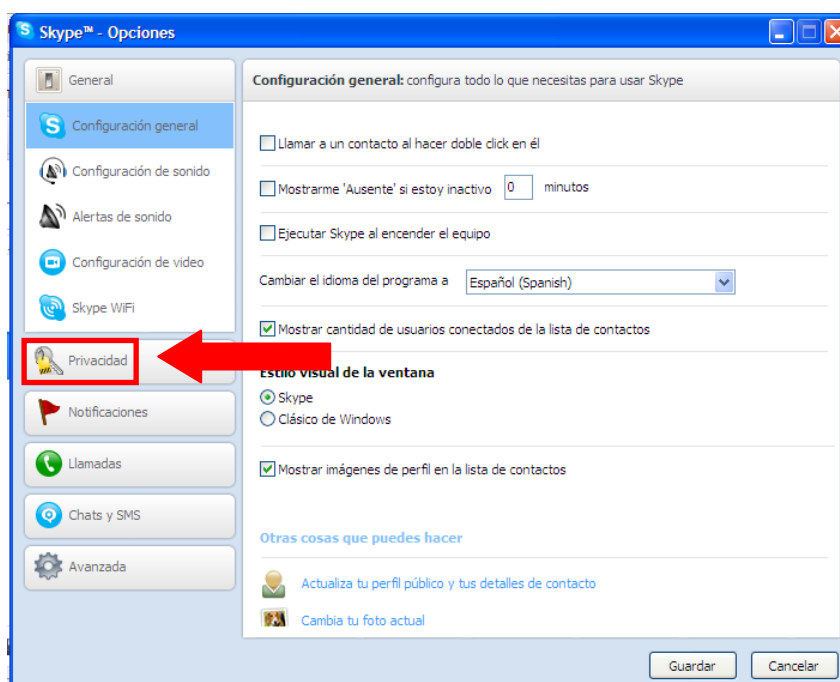 Skype™ - Opciones
General
Configuración general
Configuración de sonido
Alertas de sonido
Configuración de video
Skype WiFi
Privacidad
Notificaciones
Llamadas
Chats y SMS
Avanzada
Configuración general: configura todo lo que necesitas para usar Skype
Llamar a un contacto al hacer doble click en él
Mostrarme 'Ausente' si estoy inactivo 0 minutos
Ejecutar Skype al encender el equipo
Cambiar el idioma del programa a Español (Spanish)
Mostrar cantidad de usuarios conectados de la lista de contactos
Estilo visual de la ventana
Skype
Clásico de Windows
Mostrar imágenes de perfil en la lista de contactos
Otras cosas que puedes hacer
Actualiza tu perfil público y tus detalles de contacto
Cambia tu foto actual
Guardar
Cancelar